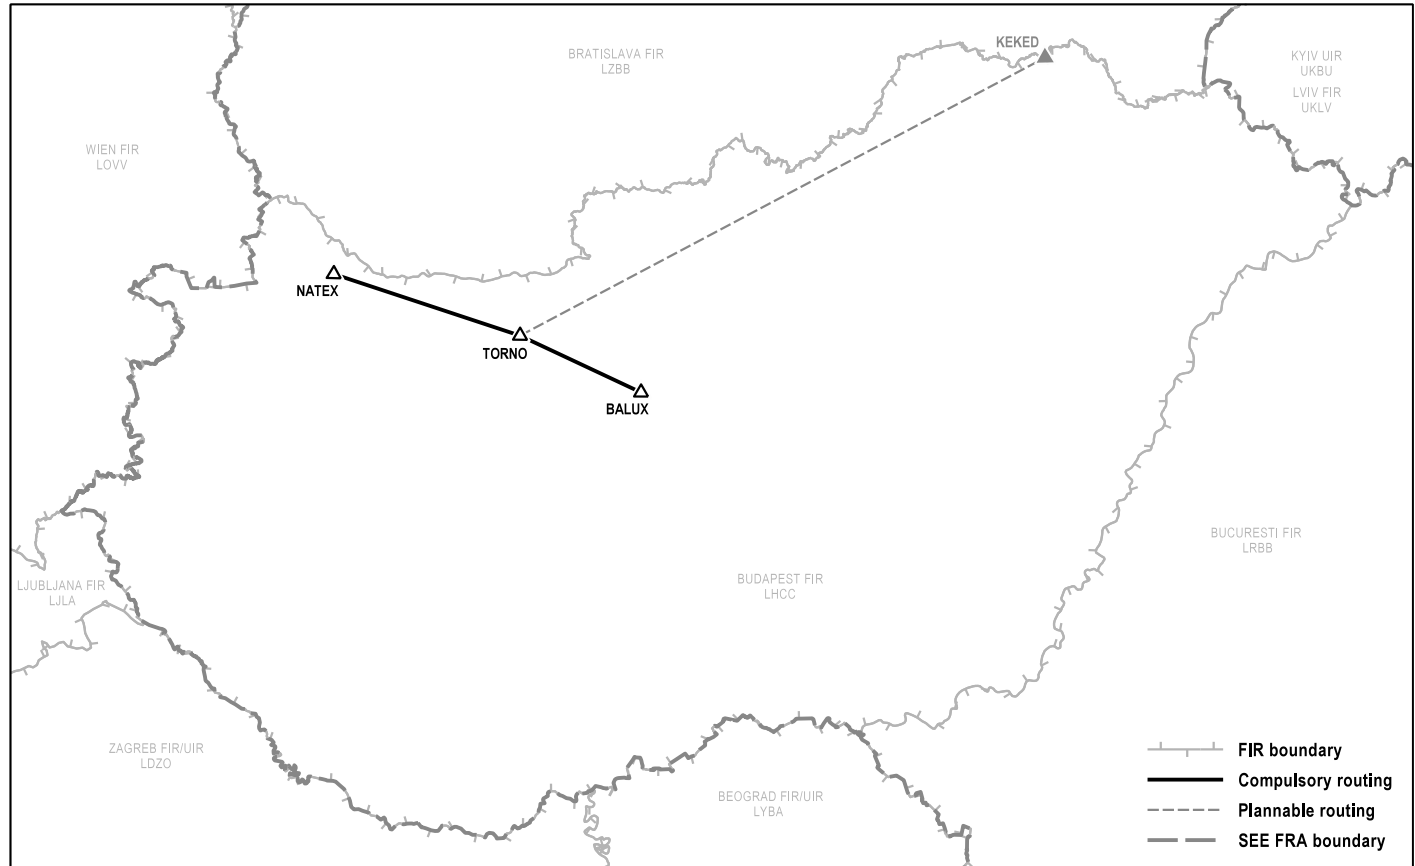 KEKED
BRATISLAVA FIR
LZBB
KYIV UIR
UKBU
LVIV FIR
UKLV
WIEN FIR
LOVV
NATEX
TORNO
BALUX
BUCURESTI FIR
LRBB
LJUBLJANA FIR
LJLA
BUDAPEST FIR
LHCC
ZAGREB FIR/UIR
LDZO
BEOGRAD FIR/UIR
LYBA
FIR boundary
Compulsory routing
Plannable routing
SEE FRA boundary